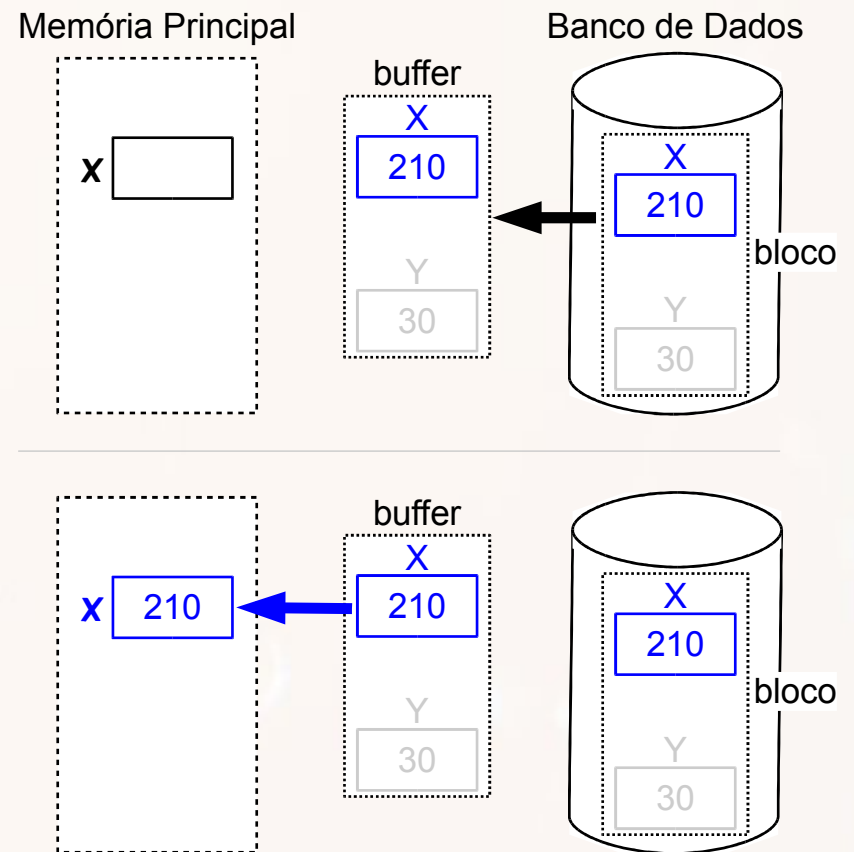 Memória Principal
Banco de Dados
buffer
X
X
X
210
210
bloco
Y
Y
30
30
buffer
X
X
X
210
210
210
bloco
Y
Y
30
30